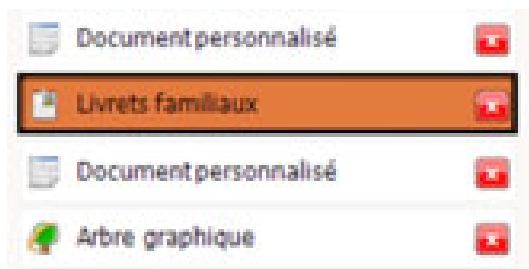 Document personnalisé
Livrets familiaux
Document personnalisé
Arbre graphique